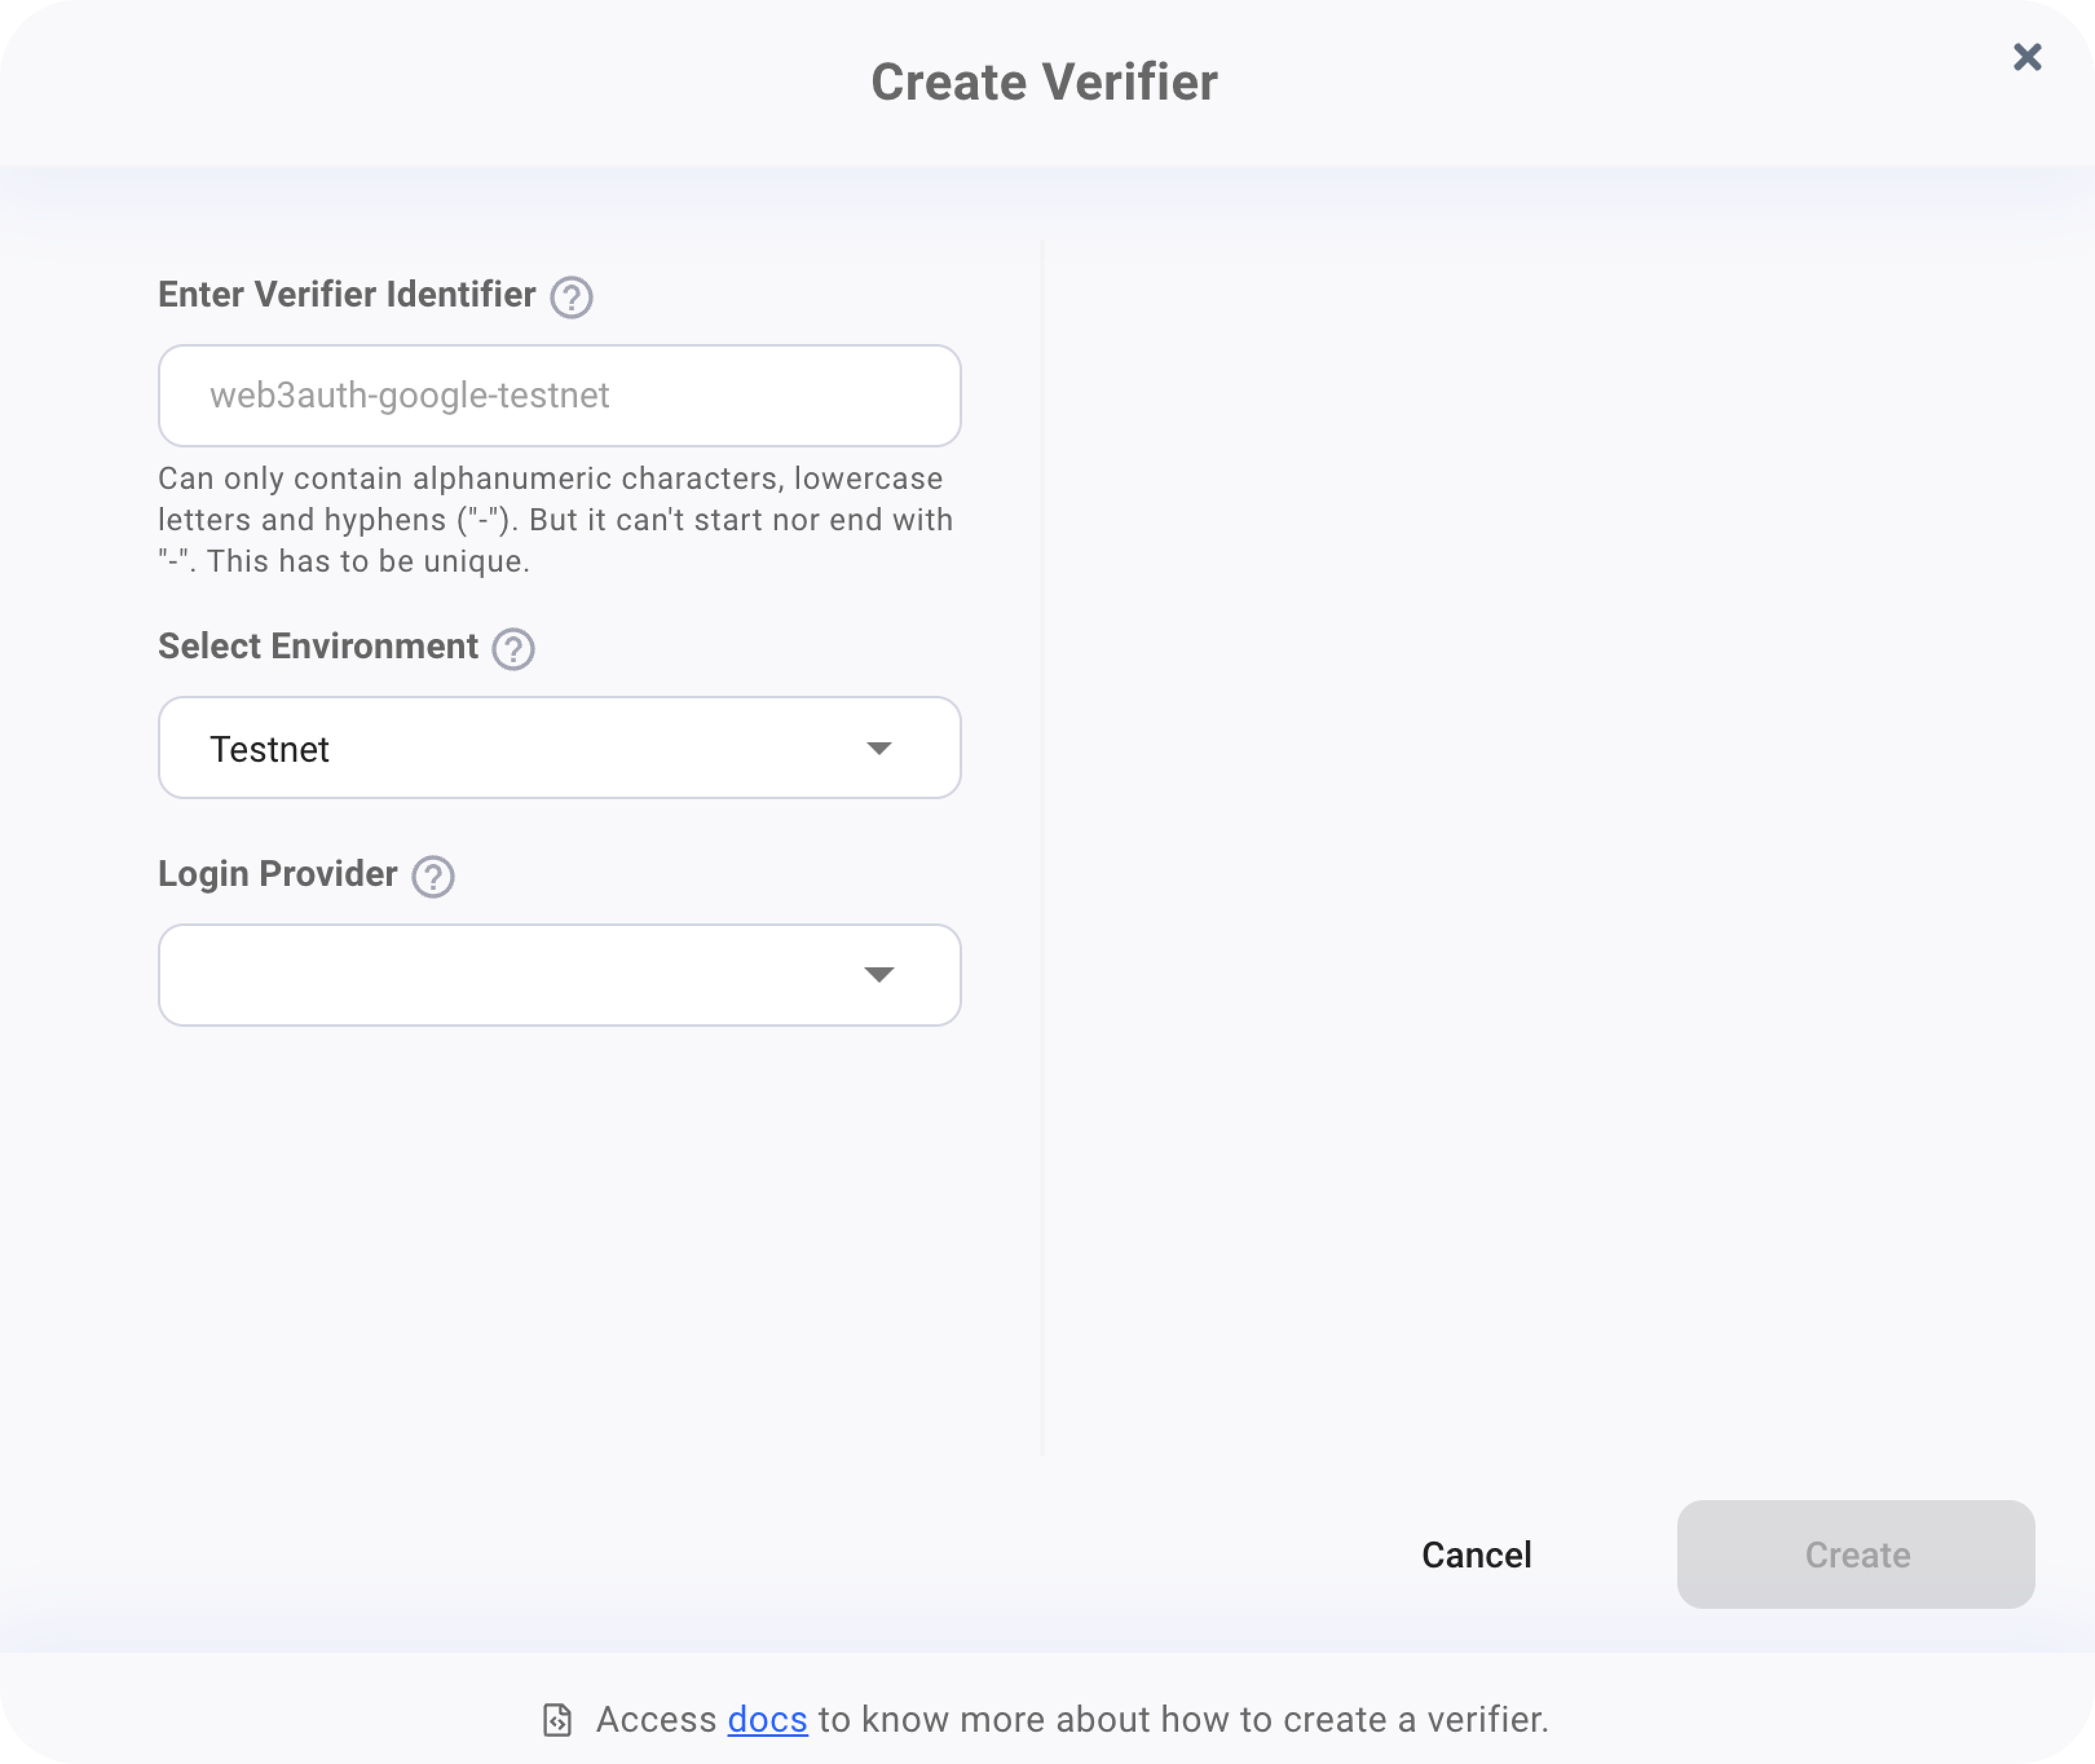 Create Verifier
Enter Verifier Identifier
web3auth-google-testnet
Can only contain alphanumeric characters, lowercase
letters and hyphens ("-"). But it can't start nor end with
"-". This has to be unique.
Select Environment
Testnet
Login Provider
Cancel
Create
Access docs to know more about how to create a verifier.